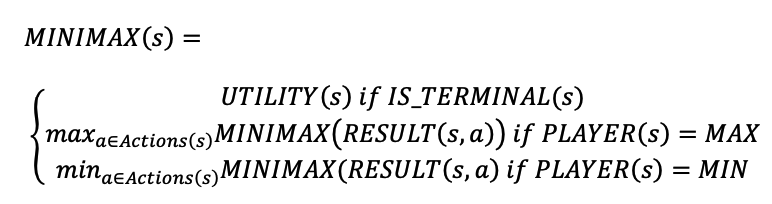 MINIMAX(s) =
UTILITY(s) if IS_TERMINAL(s)
max_{a∈Actions(s)}MINIMAX(RESULT(s,a)) if PLAYER(s) = MAX
min_{a∈Actions(s)}MINIMAX(RESULT(s,a) if PLAYER(s) = MIN